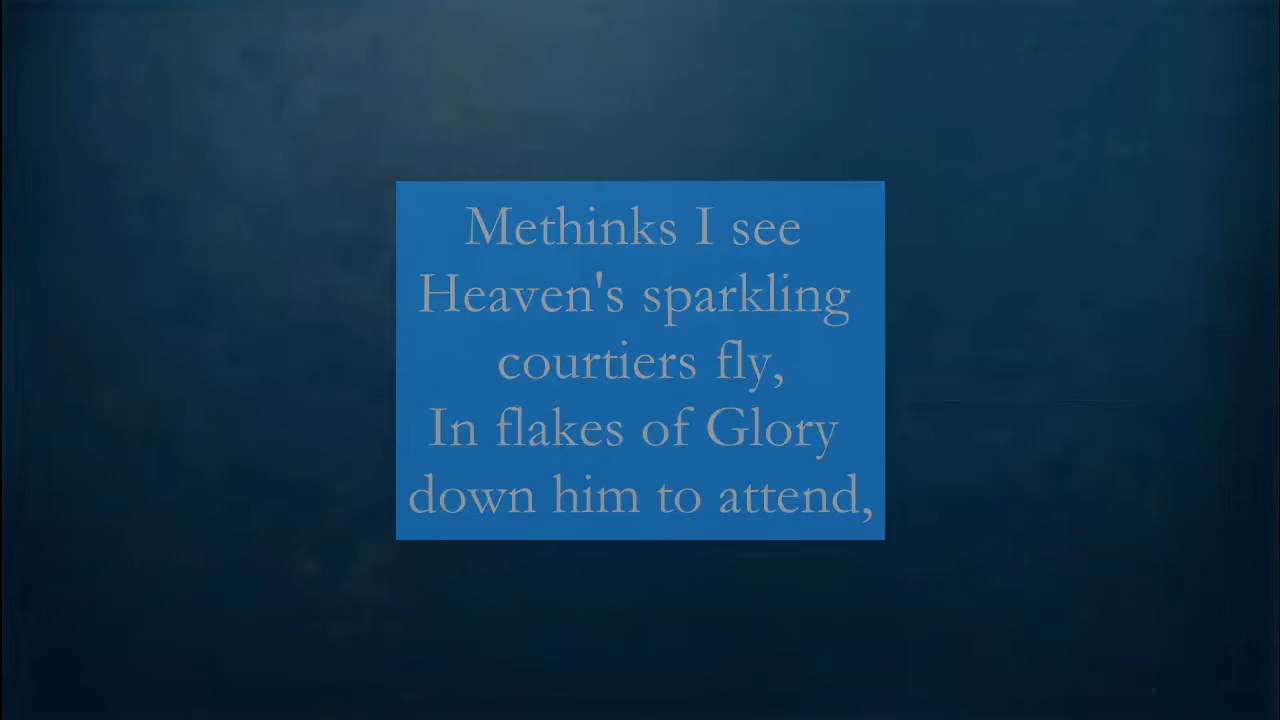 Methinks I see
Heaven's sparkling
courtiers fly,
In flakes of Glory
down him to attend,